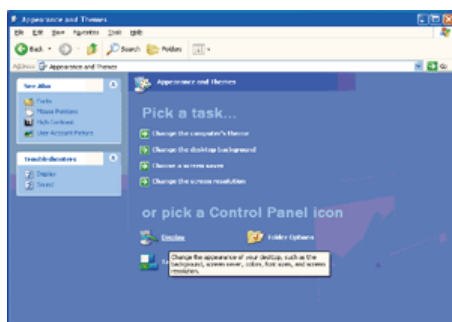 Appearance and Themes
File Edit View Favorites Tools Help
Back Search Folders
Address Appearance and Themes Go
See Also
Fonts
Mouse Pointers
High Contrast
User Account Picture
Troubleshooters
Display
Sound
Appearance and Themes
Pick a task...
Change the computer's theme
Change the desktop background
Choose a screen saver
Change the screen resolution
or pick a Control Panel icon
Display Folder Options
Change the appearance of your desktop, such as the
background, screen saver, colors, font sizes, and screen
resolution.